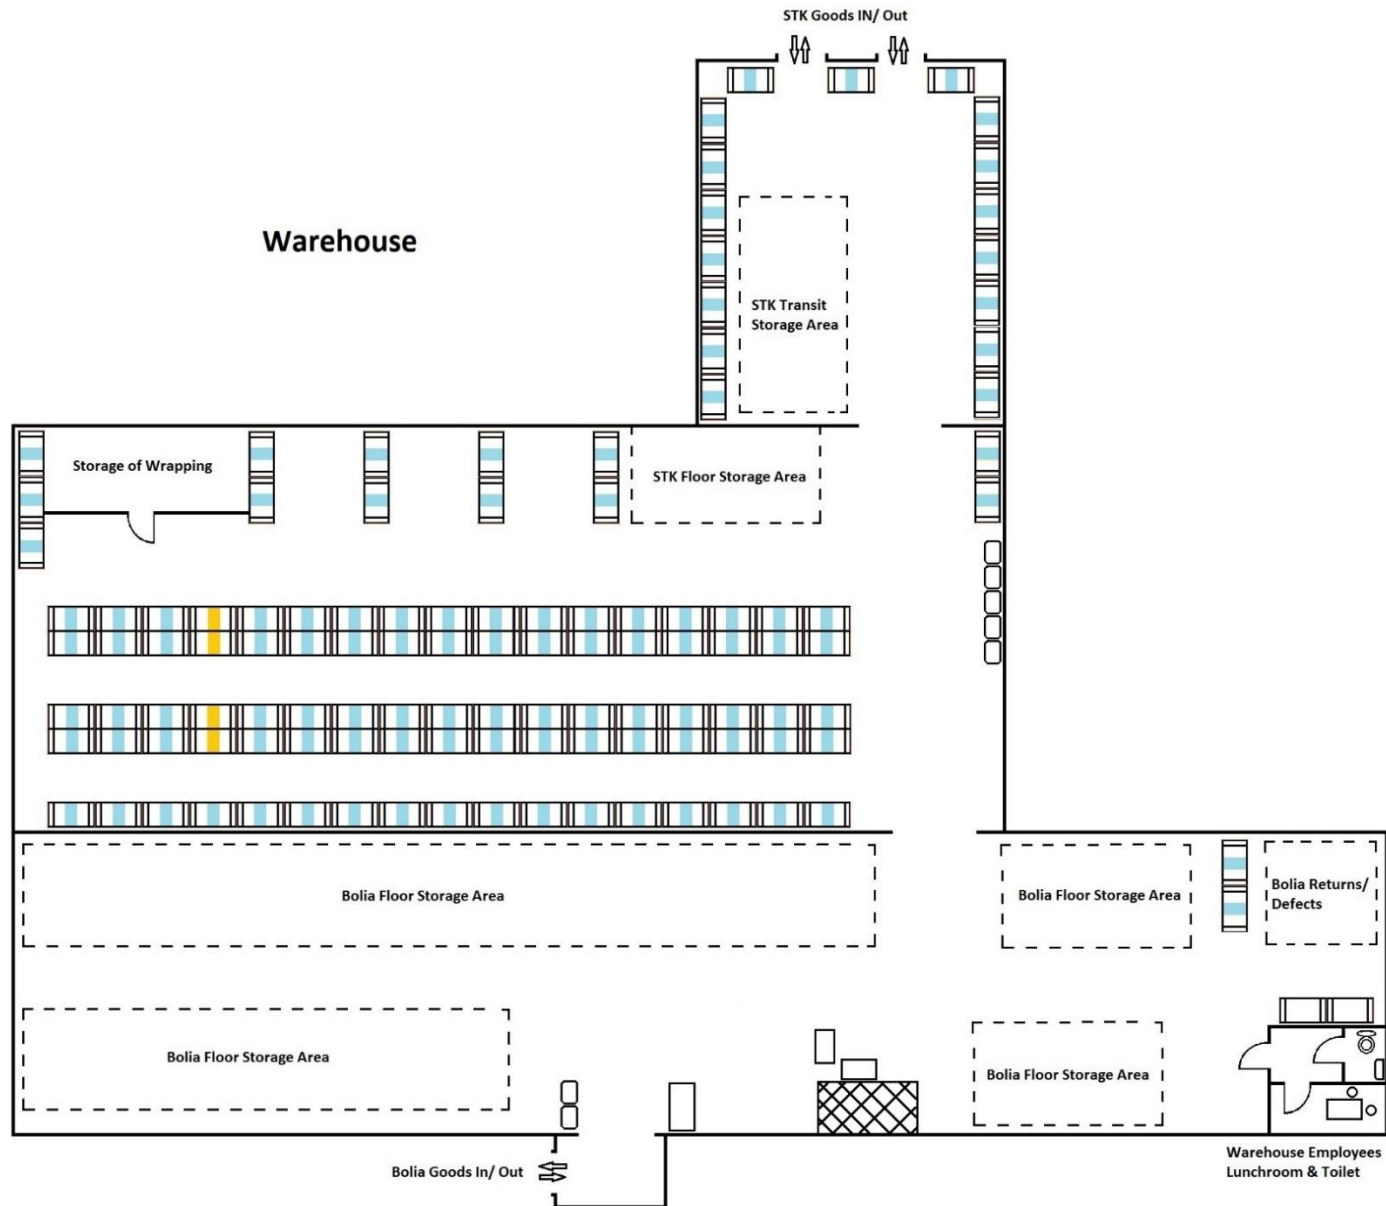 STK Goods IN/ Out
Warehouse
STK Transit
Storage Area
Storage of Wrapping
STK Floor Storage Area
Bolia Floor Storage Area
Bolia Floor Storage Area
Bolia Returns/
Defects
Bolia Floor Storage Area
Bolia Floor Storage Area
Bolia Goods In/ Out
Warehouse Employees
Lunchroom & Toilet